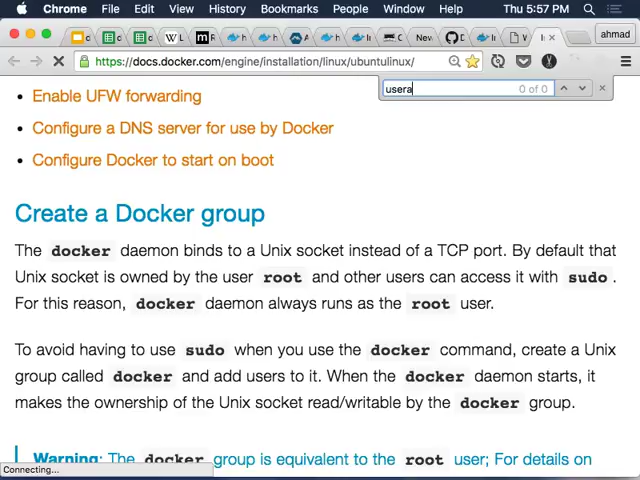 Chrome File Edit View History Bookmarks People Window Help Thu 5:57 PM
New
W
ahmad
https://docs.docker.com/engine/installation/linux/ubuntulinux/
usera 0 of 0
Enable UFW forwarding
Configure a DNS server for use by Docker
Configure Docker to start on boot
Create a Docker group
The docker daemon binds to a Unix socket instead of a TCP port. By default that
Unix socket is owned by the user root and other users can access it with sudo.
For this reason, docker daemon always runs as the root user.
To avoid having to use sudo when you use the docker command, create a Unix
group called docker and add users to it. When the docker daemon starts, it
makes the ownership of the Unix socket read/writable by the docker group.
Warning: The docker group is equivalent to the root user; For details on
Connecting...